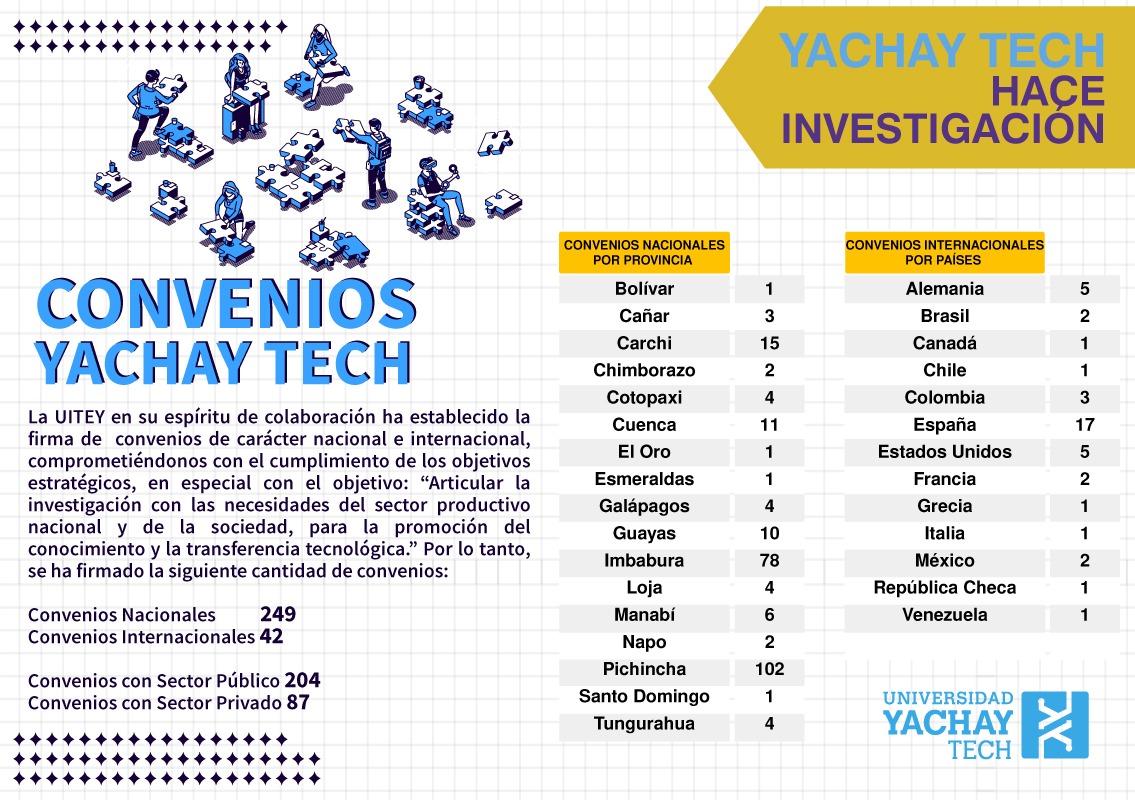 YACHAY TECH
HACE
INVESTIGACIÓN
CONVENIOS
YACHAY TECH
La UITEY en su espíritu de colaboración ha establecido la
firma de convenios de carácter nacional e internacional,
comprometiéndonos con el cumplimiento de los objetivos
estratégicos, en especial con el objetivo: “Articular la
investigación con las necesidades del sector productivo
nacional y de la sociedad, para la promoción del
conocimiento y la transferencia tecnológica.” Por lo tanto,
se ha firmado la siguiente cantidad de convenios:
Convenios Nacionales 249
Convenios Internacionales 42
Convenios con Sector Público 204
Convenios con Sector Privado 87
CONVENIOS NACIONALES
POR PROVINCIA
Bolívar 1
Cañar 3
Carchi 15
Chimborazo 2
Cotopaxi 4
Cuenca 11
El Oro 1
Esmeraldas 1
Galápagos 4
Guayas 10
Imbabura 78
Loja 4
Manabí 6
Napo 2
Pichincha 102
Santo Domingo 1
Tungurahua 4
CONVENIOS INTERNACIONALES
POR PAÍSES
Alemania 5
Brasil 2
Canadá 1
Chile 1
Colombia 3
España 17
Estados Unidos 5
Francia 2
Grecia 1
Italia 1
México 2
República Checa 1
Venezuela 1
UNIVERSIDAD
YACHAY
TECH